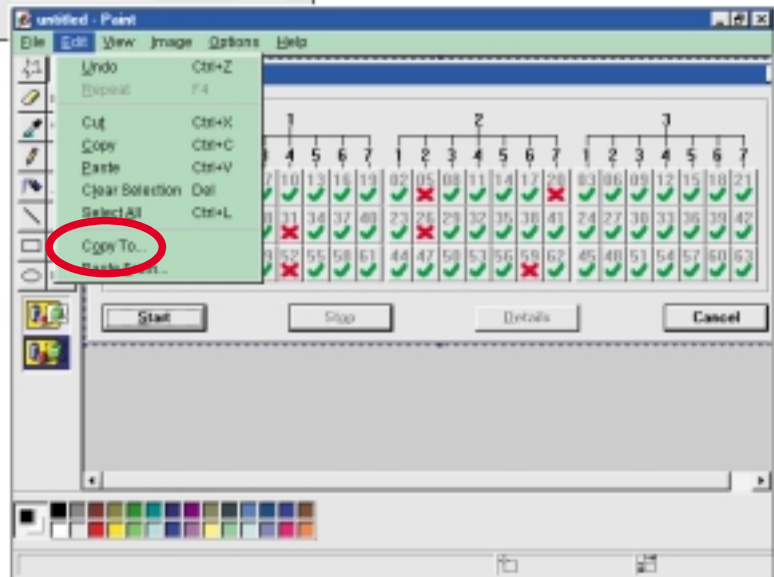 untitled - Paint
File Edit View Image Options Help
Undo Ctrl+Z
Repeat F4
Cut Ctrl+X
Copy Ctrl+C
Paste Ctrl+V
Clear Selection Del
Select All Ctrl+L
Copy To...
Paste From...
1 2 3
4 5 6 7 1 2 3 4 5 6 7 1 2 3 4 5 6 7
10 13 16 19 02 05 08 11 14 17 20 03 06 09 12 15 18 21
31 34 37 40 23 26 29 32 35 38 41 24 27 30 33 36 39 42
52 55 58 61 44 47 50 53 56 59 62 45 48 51 54 57 60 63
Start Stop Details Cancel